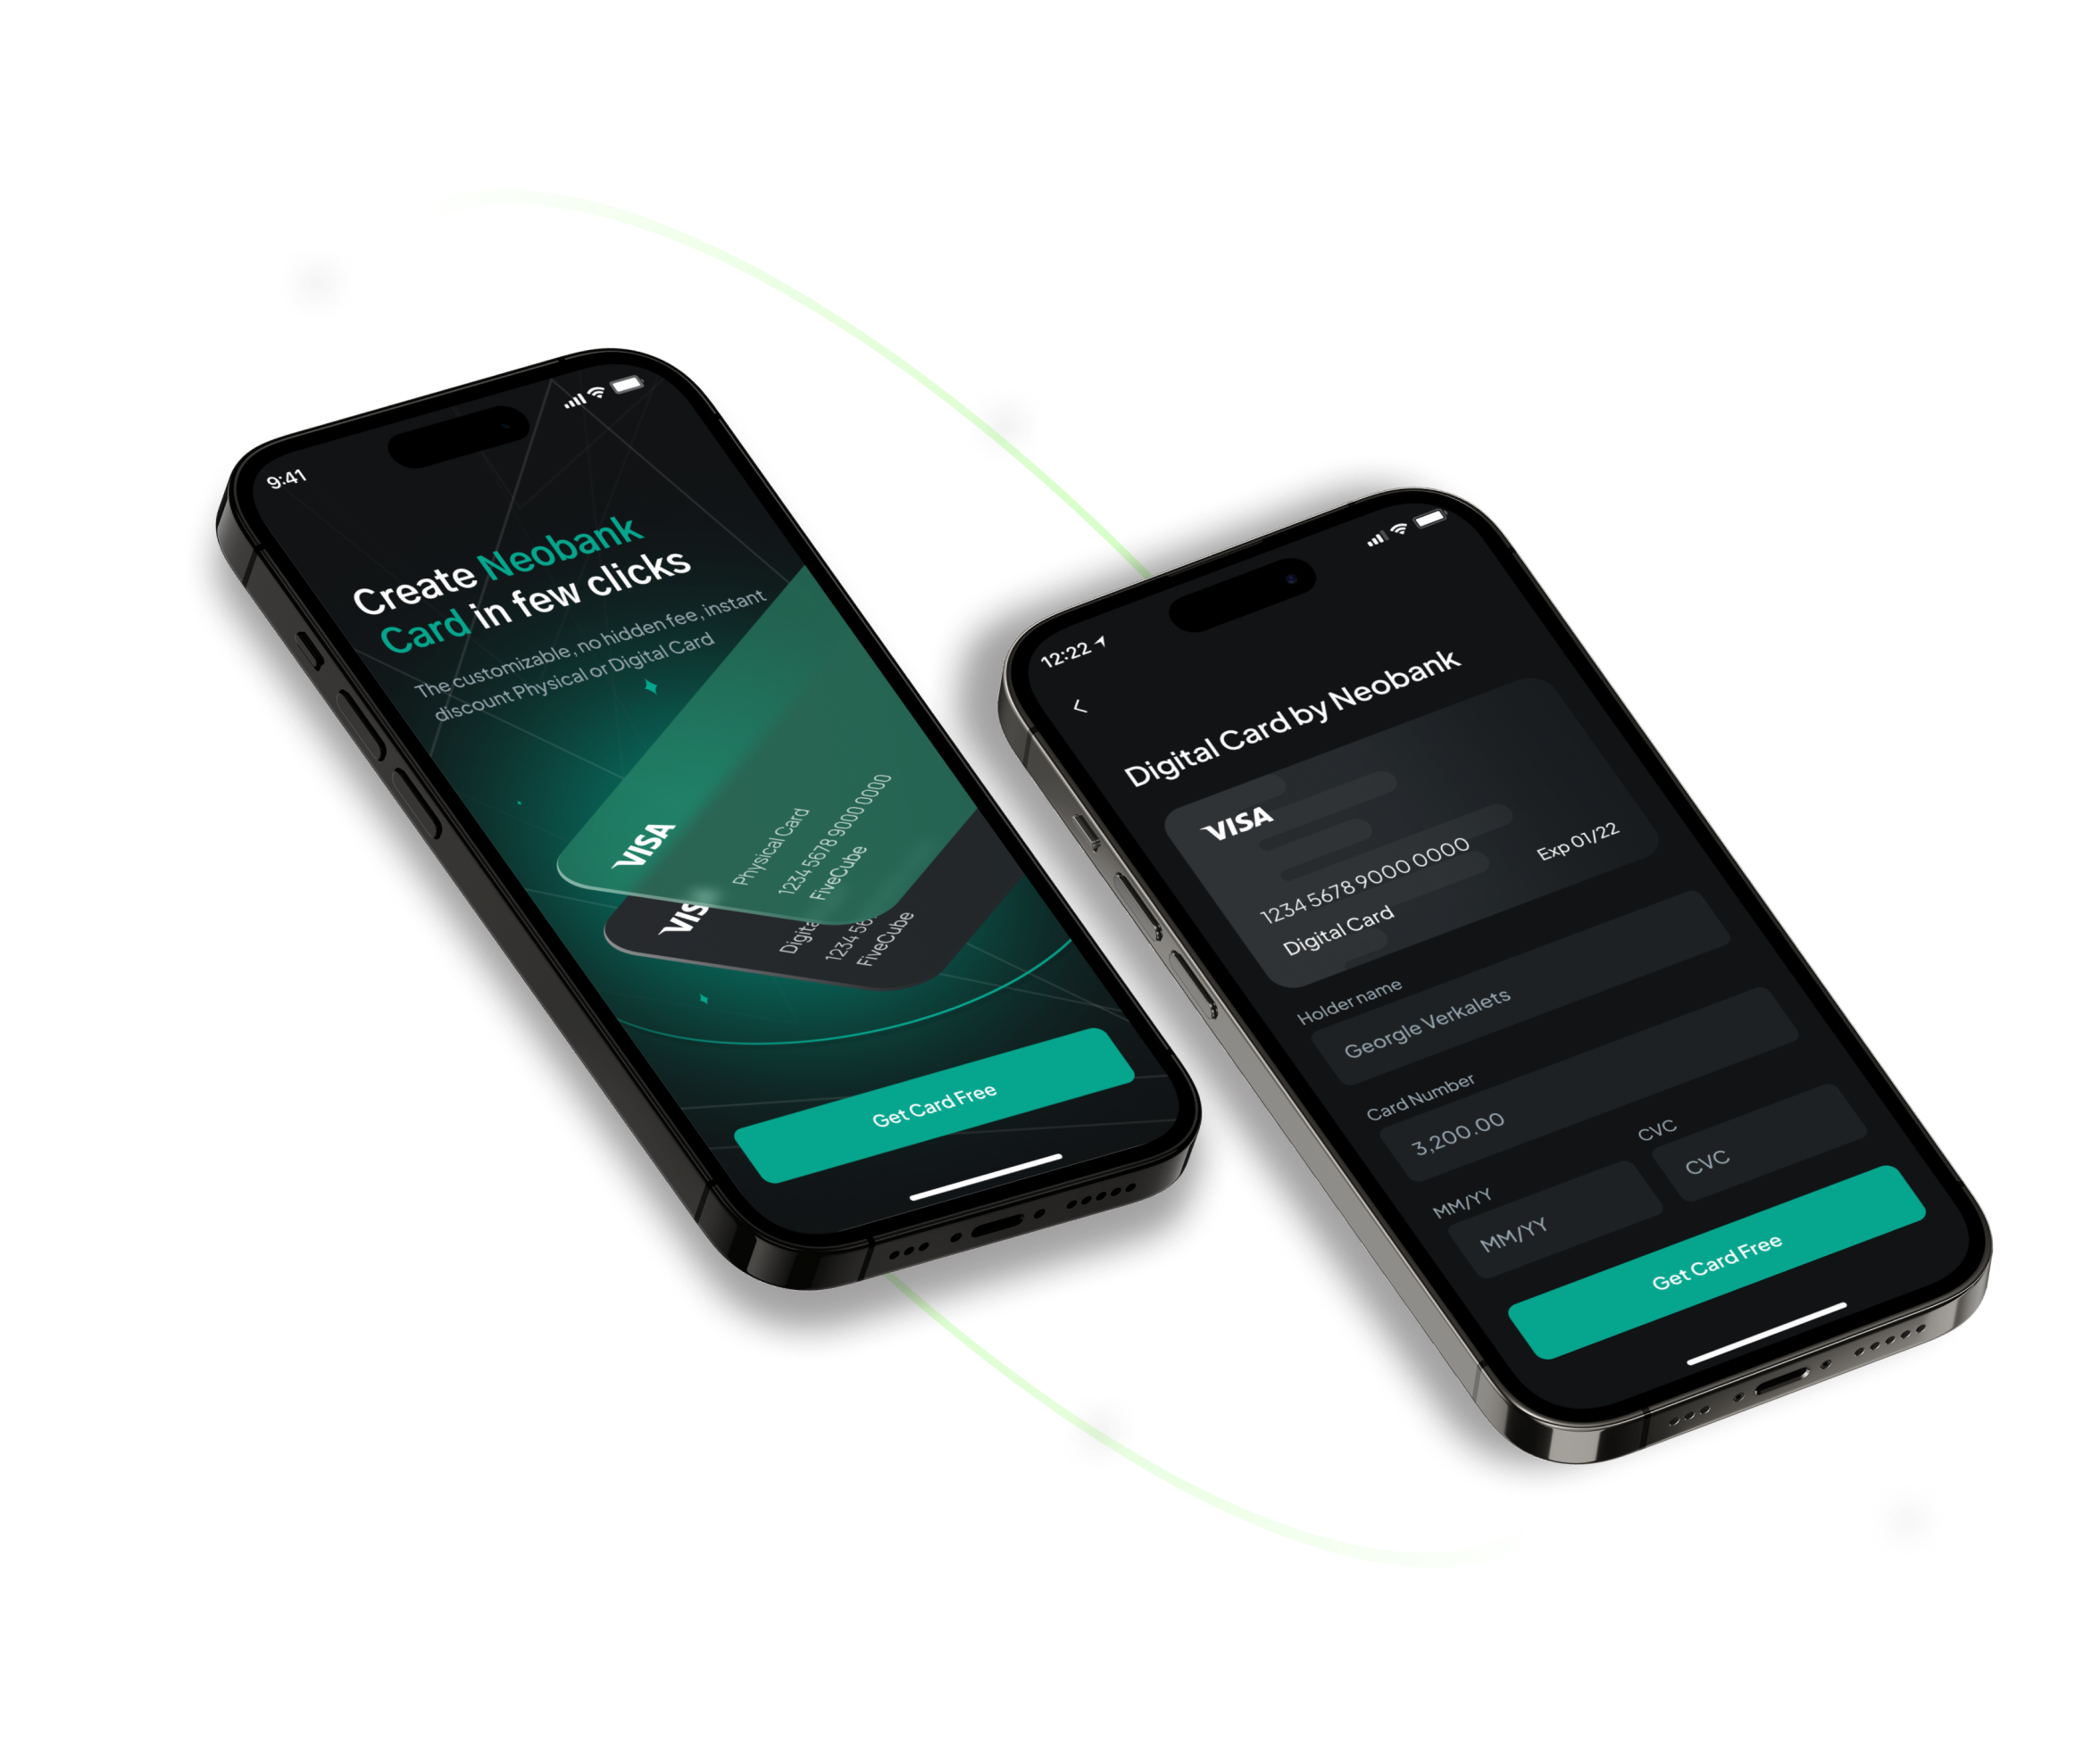 9:41
Create Neobank
Card in few clicks
The customizable, no hidden fee, instant
discount Physical or Digital Card
VISA
Physical Card
1234 5678 9000 0000
FiveCube
VIS
Digita
1234 56
FiveCube
Get Card Free
12:22
Digital Card by Neobank
VISA
1234 5678 9000 0000
Exp 01/22
Digital Card
Holder name
Georgle Verkalets
Card Number
3,200.00
MM/YY
CVC
MM/YY
CVC
Get Card Free